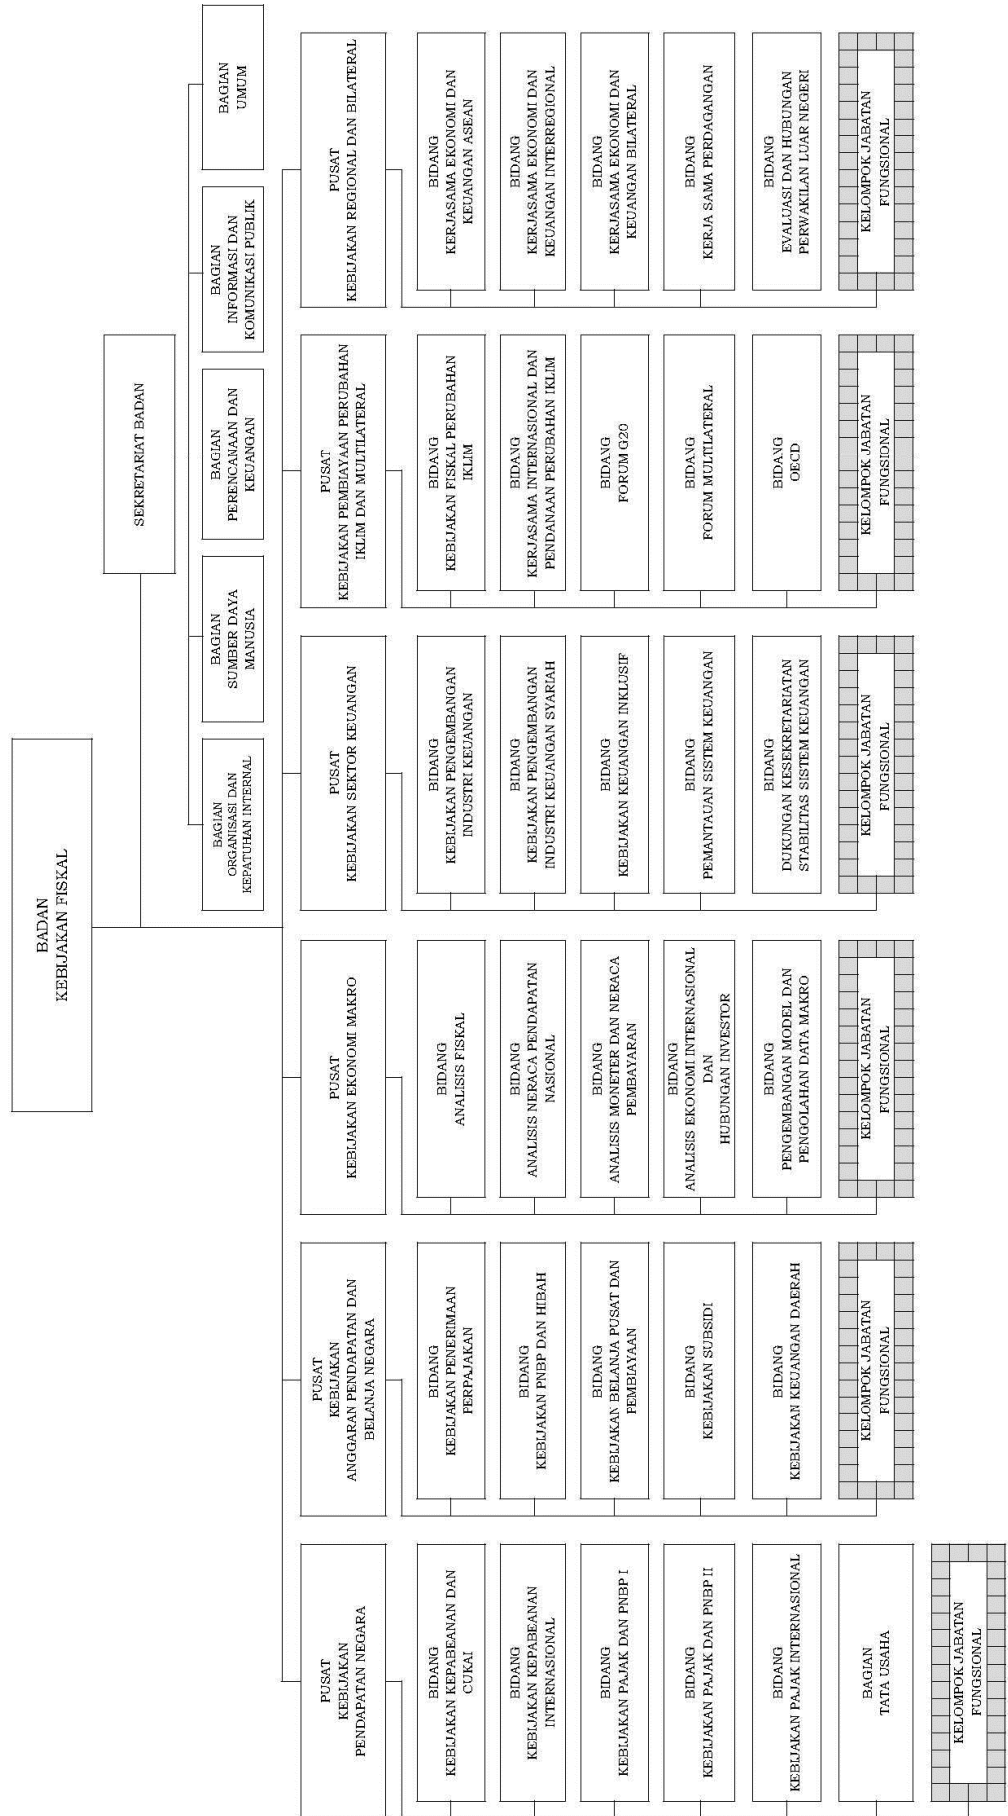 BADAN
KEBIJAKAN FISKAL
SEKRETARIAT BADAN
BAGIAN
ORGANISASI DAN
KEPATUHAN INTERNAL
BAGIAN
SUMBER DAYA
MANUSIA
BAGIAN
PERENCANAAN DAN
KEUANGAN
BAGIAN
INFORMASI DAN
KOMUNIKASI PUBLIK
BAGIAN
UMUM
PUSAT
KEBIJAKAN
PENDAPATAN NEGARA
BIDANG
KEBIJAKAN KEPABEANAN DAN
CUKAI
BIDANG
KEBIJAKAN KEPABEANAN
INTERNASIONAL
BIDANG
KEBIJAKAN PAJAK DAN PNBP I
BIDANG
KEBIJAKAN PAJAK DAN PNBP II
BIDANG
KEBIJAKAN PAJAK INTERNASIONAL
BAGIAN
TATA USAHA
KELOMPOK JABATAN
FUNGSIONAL
PUSAT
KEBIJAKAN
ANGGARAN PENDAPATAN DAN
BELANJA NEGARA
BIDANG
KEBIJAKAN PENERIMAAN
PERPAJAKAN
BIDANG
KEBIJAKAN PNBP DAN HIBAH
BIDANG
KEBIJAKAN BELANJA PUSAT DAN
PEMBIAYAAN
BIDANG
KEBIJAKAN SUBSIDI
BIDANG
KEBIJAKAN KEUANGAN DAERAH
KELOMPOK JABATAN
FUNGSIONAL
PUSAT
KEBIJAKAN EKONOMI MAKRO
BIDANG
ANALISIS FISKAL
BIDANG
ANALISIS NERACA PENDAPATAN
NASIONAL
BIDANG
ANALISIS MONETER DAN NERACA
PEMBAYARAN
BIDANG
ANALISIS EKONOMI INTERNASIONAL
DAN
HUBUNGAN INVESTOR
BIDANG
PENGEMBANGAN MODEL DAN
PENGOLAHAN DATA MAKRO
KELOMPOK JABATAN
FUNGSIONAL
PUSAT
KEBIJAKAN SEKTOR KEUANGAN
BIDANG
KEBIJAKAN PENGEMBANGAN
INDUSTRI KEUANGAN
BIDANG
KEBIJAKAN PENGEMBANGAN
INDUSTRI KEUANGAN SYARIAH
BIDANG
KEBIJAKAN KEUANGAN INKLUSIF
BIDANG
PEMANTAUAN SISTEM KEUANGAN
BIDANG
DUKUNGAN KESEKRETARIATAN
STABILITAS SISTEM KEUANGAN
KELOMPOK JABATAN
FUNGSIONAL
PUSAT
KEBIJAKAN PEMBIAYAAN PERUBAHAN
IKLIM DAN MULTILATERAL
BIDANG
KEBIJAKAN FISKAL PERUBAHAN
IKLIM
BIDANG
KERJASAMA INTERNASIONAL DAN
PENDANAAN PERUBAHAN IKLIM
BIDANG
FORUM G20
BIDANG
FORUM MULTILATERAL
BIDANG
OECD
KELOMPOK JABATAN
FUNGSIONAL
PUSAT
KEBIJAKAN REGIONAL DAN BILATERAL
BIDANG
KERJASAMA EKONOMI DAN
KEUANGAN ASEAN
BIDANG
KERJASAMA EKONOMI DAN
KEUANGAN INTERREGIONAL
BIDANG
KERJASAMA EKONOMI DAN
KEUANGAN BILATERAL
BIDANG
KERJA SAMA PERDAGANGAN
BIDANG
EVALUASI DAN HUBUNGAN
PERWAKILAN LUAR NEGERI
KELOMPOK JABATAN
FUNGSIONAL